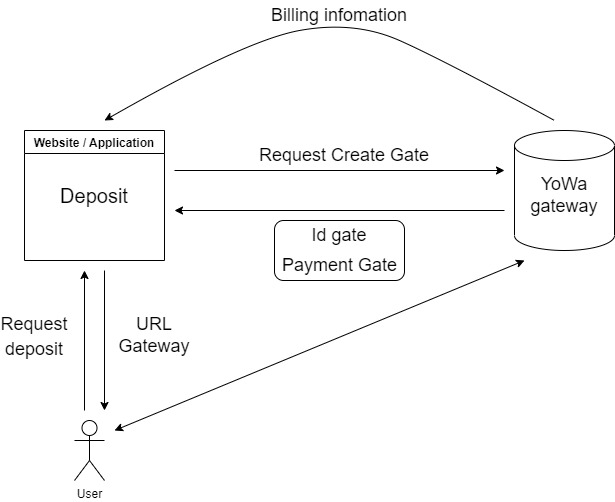 Billing infomation
Website / Application
Deposit
Request Create Gate
YoWa
gateway
Id gate
Payment Gate
Request
deposit
URL
Gateway
User